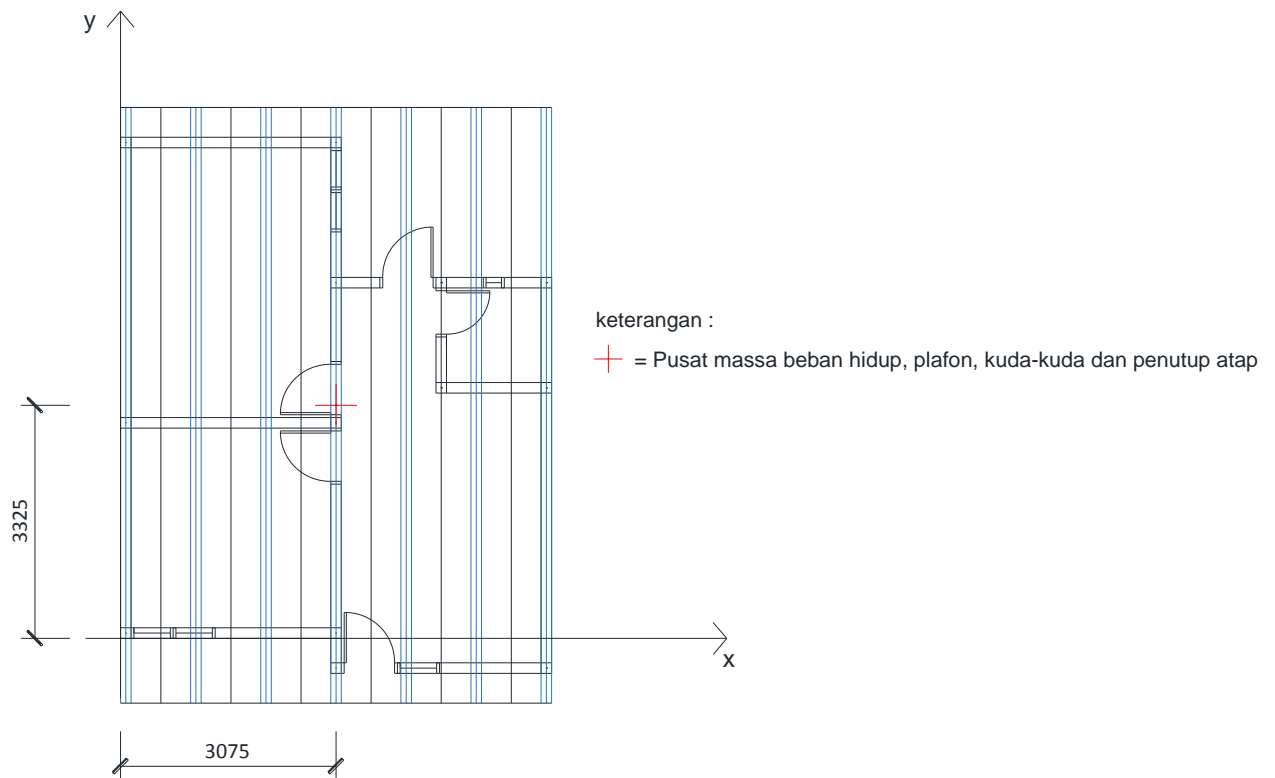 y
keterangan :
= Pusat massa beban hidup, plafon, kuda-kuda dan penutup atap
3325
x
3075